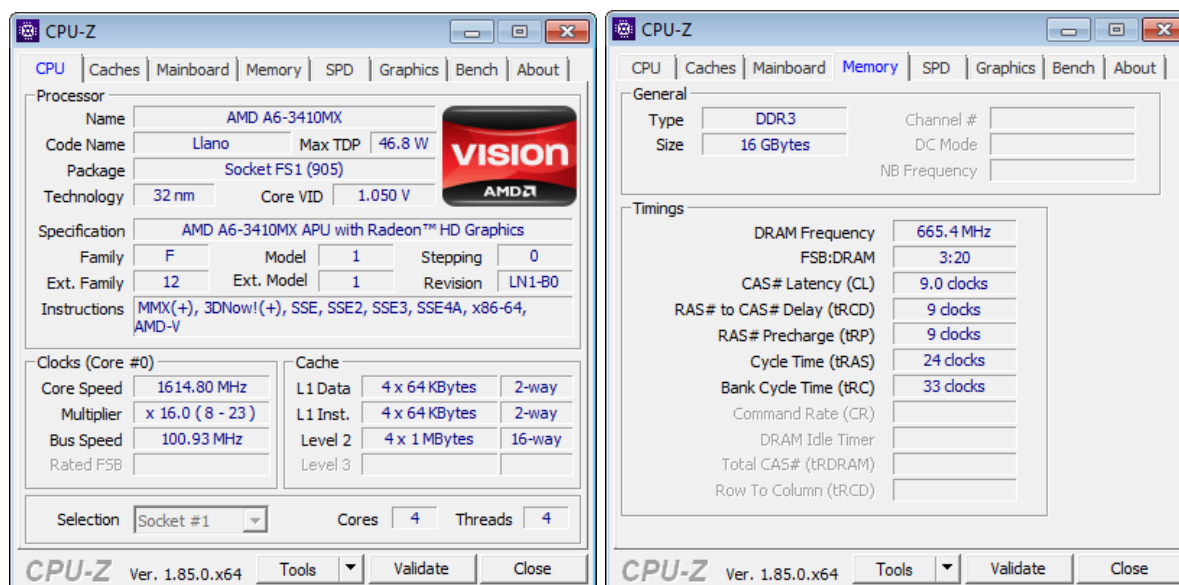 CPU-Z
CPU Caches Mainboard Memory SPD Graphics Bench About
Processor
Name AMD A6-3410MX
Code Name Llano Max TDP 46.8 W
Package Socket FS1 (905)
Technology 32 nm Core VID 1.050 V
VISION
AMD
Specification AMD A6-3410MX APU with Radeon™ HD Graphics
Family F Model 1 Stepping 0
Ext. Family 12 Ext. Model 1 Revision LN1-B0
Instructions MMX(+), 3DNow!(+), SSE, SSE2, SSE3, SSE4A, x86-64,
AMD-V
Clocks (Core #0)
Core Speed 1614.80 MHz
Multiplier x 16.0 ( 8 - 23 )
Bus Speed 100.93 MHz
Rated FSB
Cache
L1 Data 4 x 64 KBytes 2-way
L1 Inst. 4 x 64 KBytes 2-way
Level 2 4 x 1 MBytes 16-way
Level 3
Selection Socket #1 Cores 4 Threads 4
CPU-Z Ver. 1.85.0.x64 Tools Validate Close
CPU-Z
CPU Caches Mainboard Memory SPD Graphics Bench About
General
Type DDR3 Channel #
Size 16 GBytes DC Mode
NB Frequency
Timings
DRAM Frequency 665.4 MHz
FSB:DRAM 3:20
CAS# Latency (CL) 9.0 clocks
RAS# to CAS# Delay (tRCD) 9 clocks
RAS# Precharge (tRP) 9 clocks
Cycle Time (tRAS) 24 clocks
Bank Cycle Time (tRC) 33 clocks
Command Rate (CR)
DRAM Idle Timer
Total CAS# (tRDRAM)
Row To Column (tRCD)
CPU-Z Ver. 1.85.0.x64 Tools Validate Close